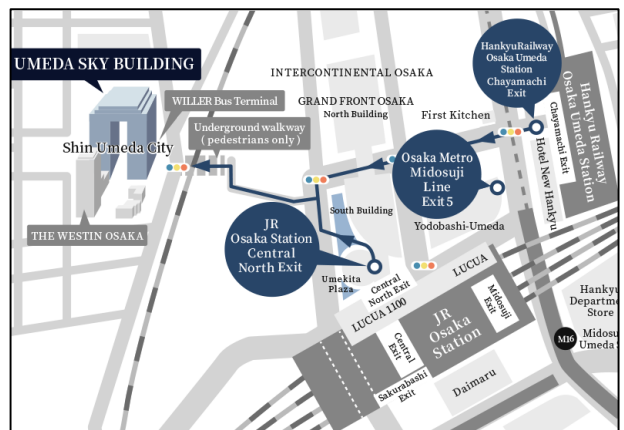 UMEDA SKY BUILDING
INTERCONTINENTAL OSAKA
WILLER Bus Terminal
GRAND FRONT OSAKA
North Building
Underground walkway
( pedestrians only )
Shin Umeda City
THE WESTIN OSAKA
First Kitchen
HankyuRailway
Osaka Umeda
Station
Chayamachi
Exit
Hankyu Railway
Osaka Umeda Station
Chayamachi Exit
Hotel New Hankyu
Osaka Metro
Midosuji
Line
Exit 5
South Building
Yodobashi-Umeda
JR
Osaka Station
Central
North Exit
Umekita
Plaza
Central
North Exit
LUCUA
LUCUA 1100
Midosuji
Exit
JR
Osaka
Station
Central
Exit
Sakurabashi
Exit
Daimaru
Hankyu
Departme
Store
M16
Midosu
Umeda S